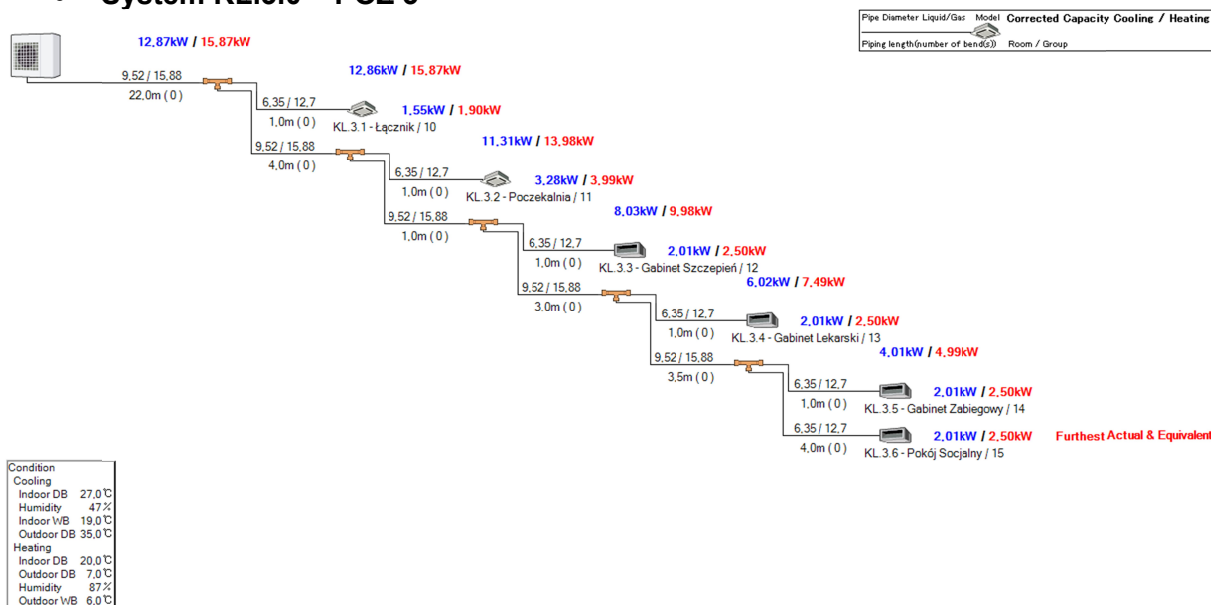 • System KL.3.0 –
Pipe Diameter Liquid/Gas Model Corrected Capacity Cooling / Heating
Piping length(number of bend(s)) Room / Group
12,87kW / 15,87kW
9,52 / 15,88
22,0m ( 0 )
12,86kW / 15,87kW
6,35 / 12,7
1,0m ( 0 )
1,55kW / 1,90kW
KL.3.1 - Łącznik / 10
9,52 / 15,88
4,0m ( 0 )
11,31kW / 13,98kW
6,35 / 12,7
1,0m ( 0 )
3,28kW / 3,99kW
KL.3.2 - Poczekalnia / 11
9,52 / 15,88
1,0m ( 0 )
8,03kW / 9,98kW
6,35 / 12,7
1,0m ( 0 )
2,01kW / 2,50kW
KL.3.3 - Gabinet Szczepień / 12
9,52 / 15,88
3,0m ( 0 )
6,02kW / 7,49kW
6,35 / 12,7
1,0m ( 0 )
2,01kW / 2,50kW
KL.3.4 - Gabinet Lekarski / 13
9,52 / 15,88
3,5m ( 0 )
4,01kW / 4,99kW
6,35 / 12,7
1,0m ( 0 )
2,01kW / 2,50kW
KL.3.5 - Gabinet Zabiegowy / 14
6,35 / 12,7
4,0m ( 0 )
2,01kW / 2,50kW
KL.3.6 - Pokój Socjalny / 15
Furthest Actual & Equivalent
Condition
Cooling
Indoor DB 27,0℃
Humidity 47%
Indoor WB 19,0℃
Outdoor DB 35,0℃
Heating
Indoor DB 20,0℃
Outdoor DB 7,0℃
Humidity 87%
Outdoor WB 6,0℃